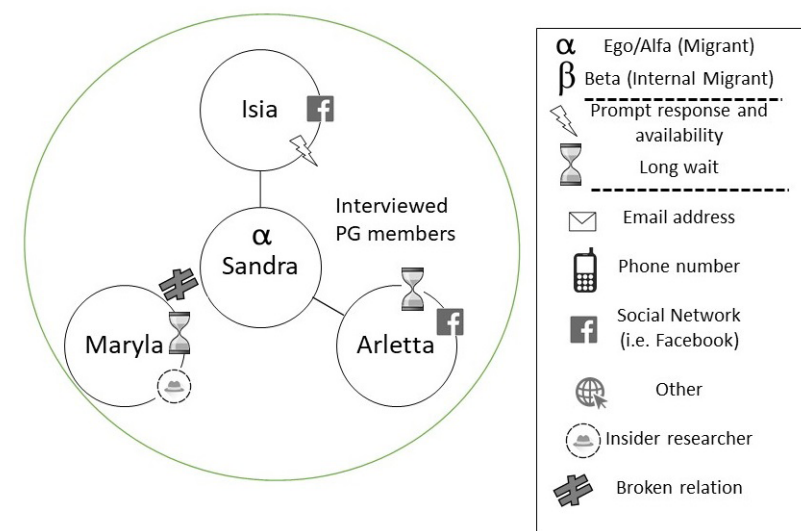 Isia
Interviewed
PG members
α
Sandra
Maryla
Arletta
α Ego/Alfa (Migrant)
β Beta (Internal Migrant)
Prompt response and
availability
Long wait
Email address
Phone number
Social Network
(i.e. Facebook)
Other
Insider researcher
Broken relation